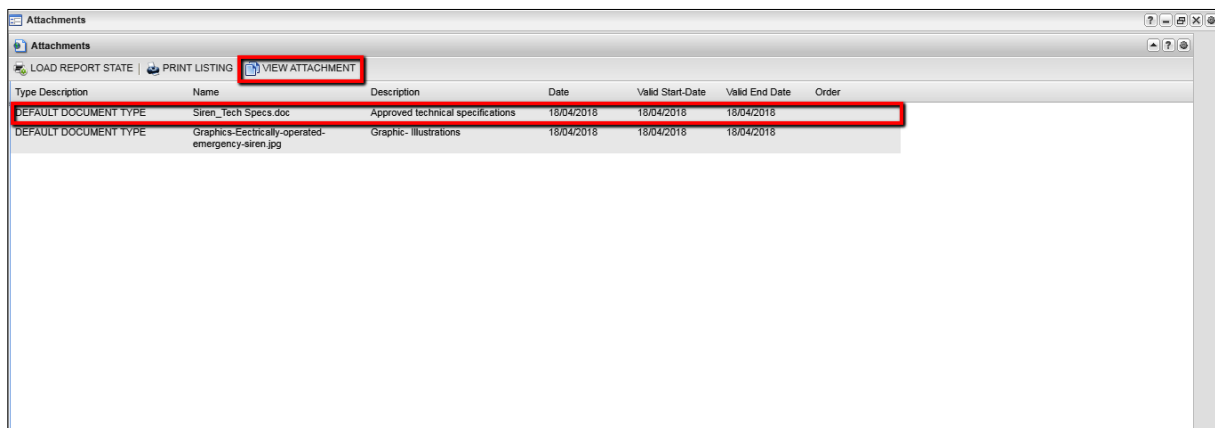 Attachments
Attachments
LOAD REPORT STATE | PRINT LISTING VIEW ATTACHMENT
Type Description Name Description Date Valid Start-Date Valid End Date Order
DEFAULT DOCUMENT TYPE Siren_Tech Specs.doc Approved technical specifications 18/04/2018 18/04/2018 18/04/2018
DEFAULT DOCUMENT TYPE Graphics-Eectrically-operated- Graphic- Illustrations 18/04/2018 18/04/2018 18/04/2018
emergency-siren.jpg